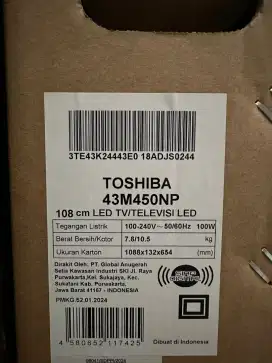 3TE43K24443E0 18ADJS0244
TOSHIBA
43M450NP
108 cm LED TV/TELEVISI LED
Tegangan Listrik 100-240V~ 50/60Hz 100W
Berat Bersih/Kotor 7.8/10.5 kg
Ukuran Karton 1088x132x654 (mm)
Dirakit Oleh: PT. Global Anugerah
Setia Kawasan Industri SKI Jl. Raya
Purwakarta,Kel. Sukajaya, Kec.
Sukatani Kab, Purwakarta,
Jawa Barat 41167 - INDONESIA
PMKG.52.01.2024
4 580652 117425
Dibuat di Indonesia